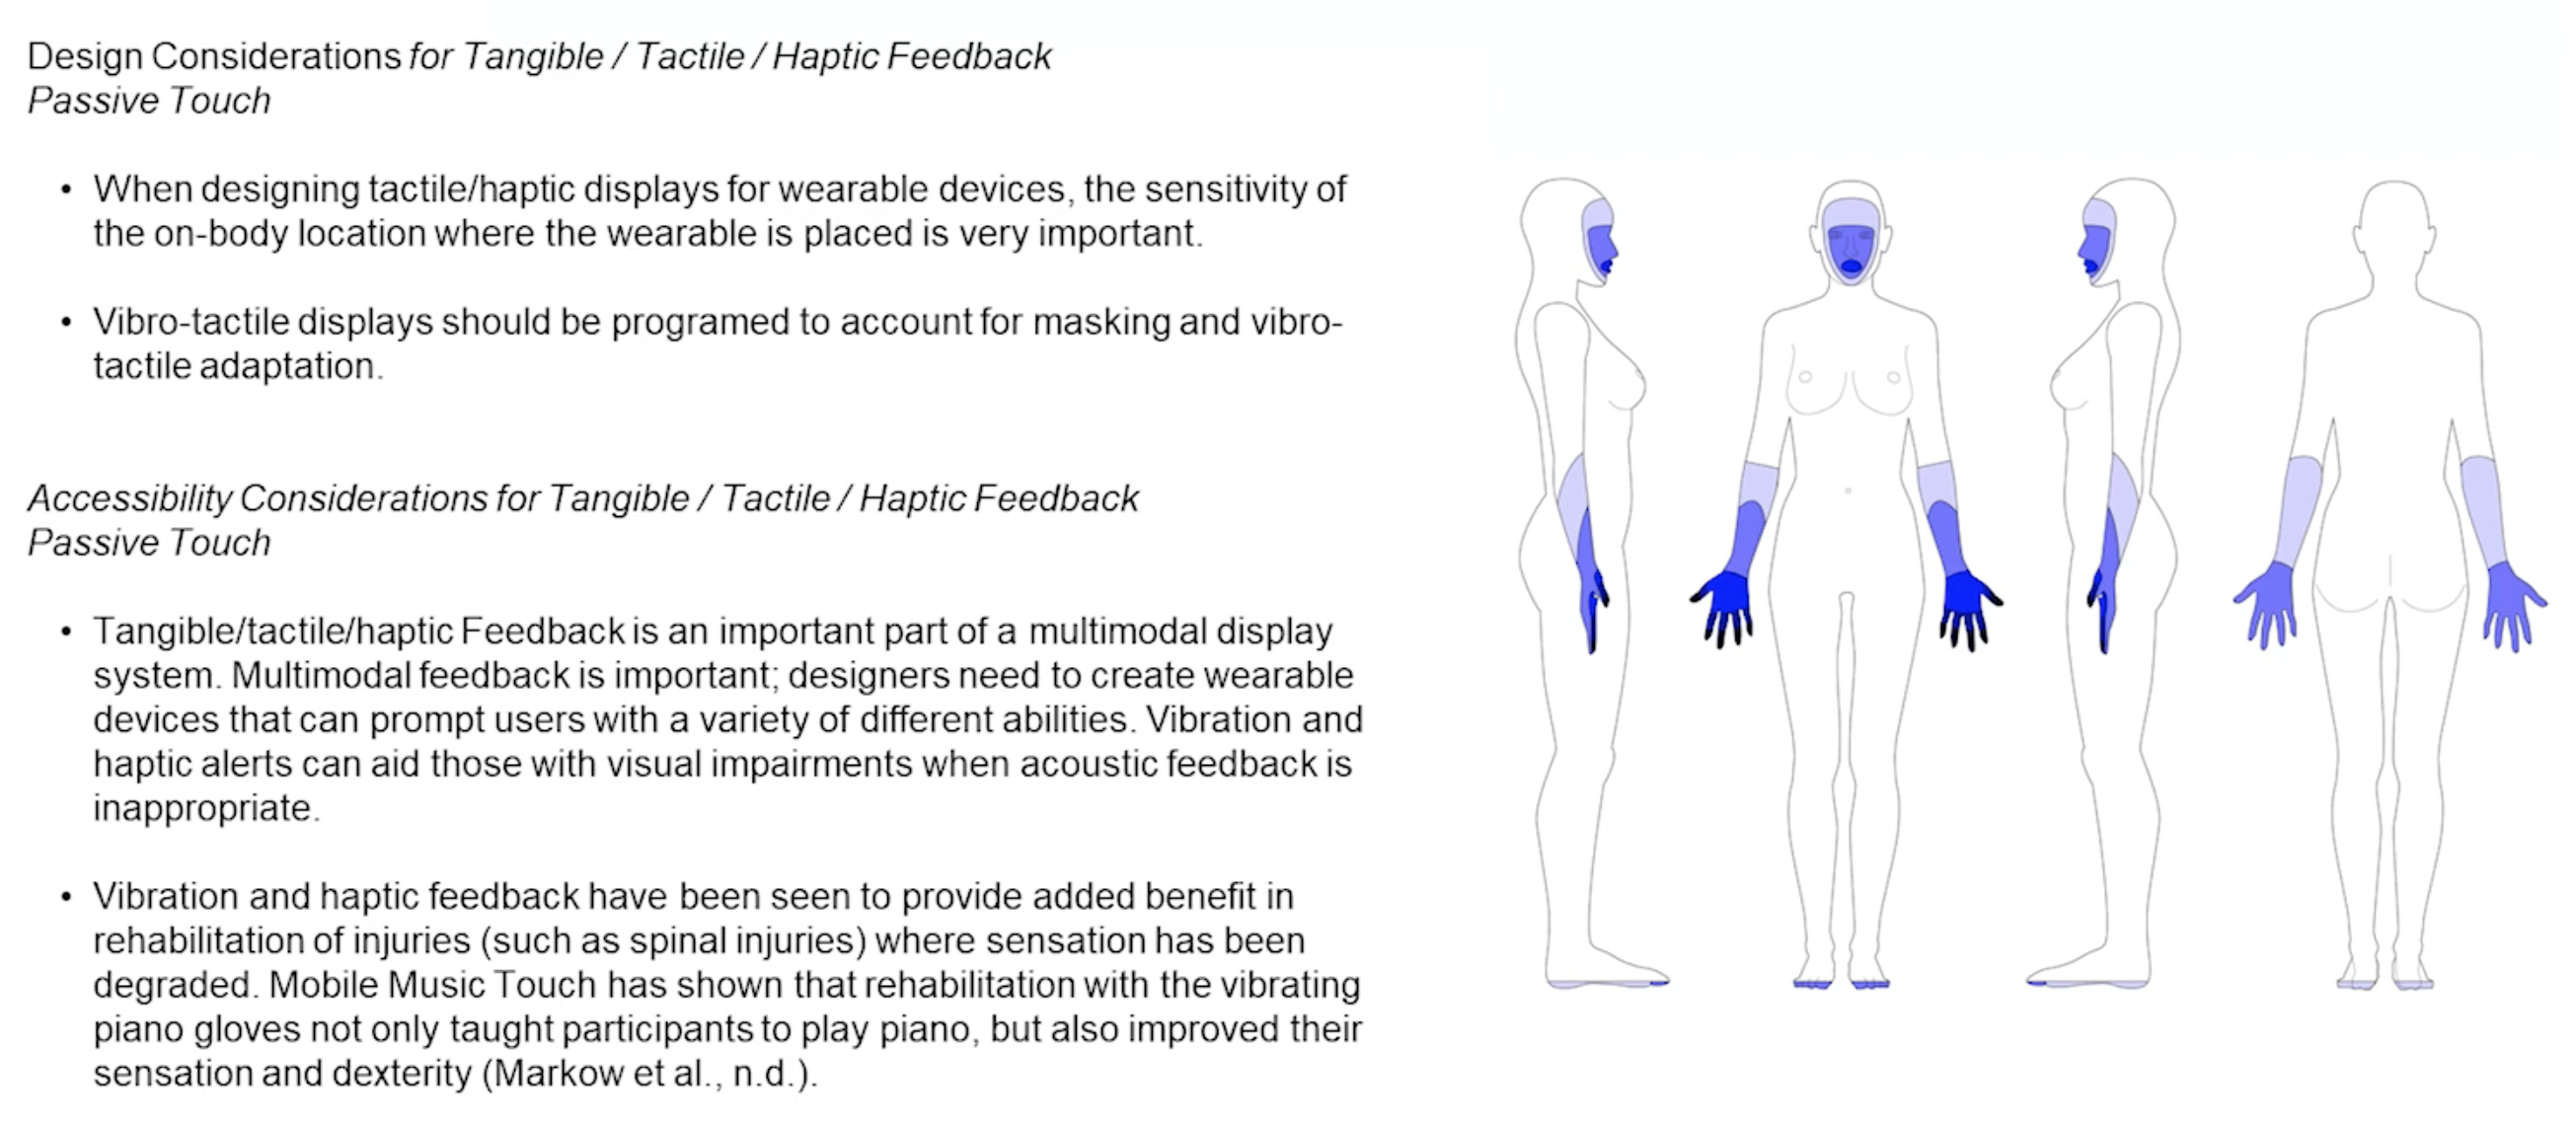 Design Considerations for Tangible / Tactile / Haptic Feedback
Passive Touch
• When designing tactile/haptic displays for wearable devices, the sensitivity of
the on-body location where the wearable is placed is very important.
• Vibro-tactile displays should be programed to account for masking and vibro-
tactile adaptation.
Accessibility Considerations for Tangible / Tactile / Haptic Feedback
Passive Touch
• Tangible/tactile/haptic Feedback is an important part of a multimodal display
system. Multimodal feedback is important; designers need to create wearable
devices that can prompt users with a variety of different abilities. Vibration and
haptic alerts can aid those with visual impairments when acoustic feedback is
inappropriate.
• Vibration and haptic feedback have been seen to provide added benefit in
rehabilitation of injuries (such as spinal injuries) where sensation has been
degraded. Mobile Music Touch has shown that rehabilitation with the vibrating
piano gloves not only taught participants to play piano, but also improved their
sensation and dexterity (Markow et al., n.d.).